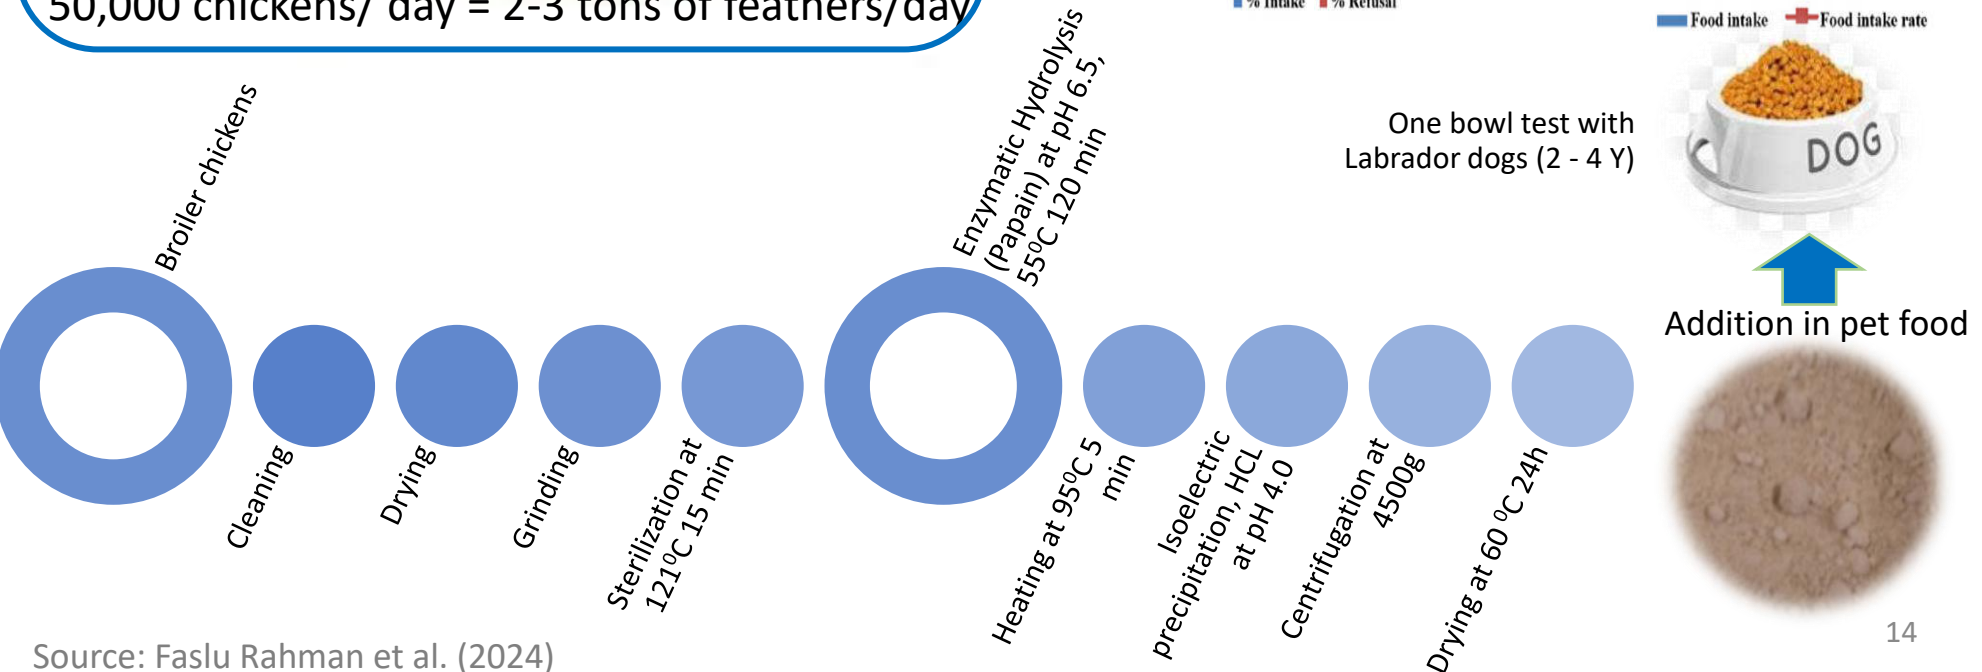 50,000 chickens/ day = 2-3 tons of feathers/day
% Intake % Refusal
Food intake Food intake rate
Broiler chickens
Cleaning
Drying
Grinding
Sterilization at
121⁰C 15 min
Enzymatic Hydrolysis
(Papain) at pH 6.5,
55⁰C 120 min
Heating at 95⁰C 5
min
Isoelectric
precipitation, HCL
at pH 4.0
Centrifugation at
4500g
Drying at 60 ⁰C 24h
One bowl test with
Labrador dogs (2 - 4 Y)
DOG
Addition in pet food
Source: Faslu Rahman et al. (2024)
14